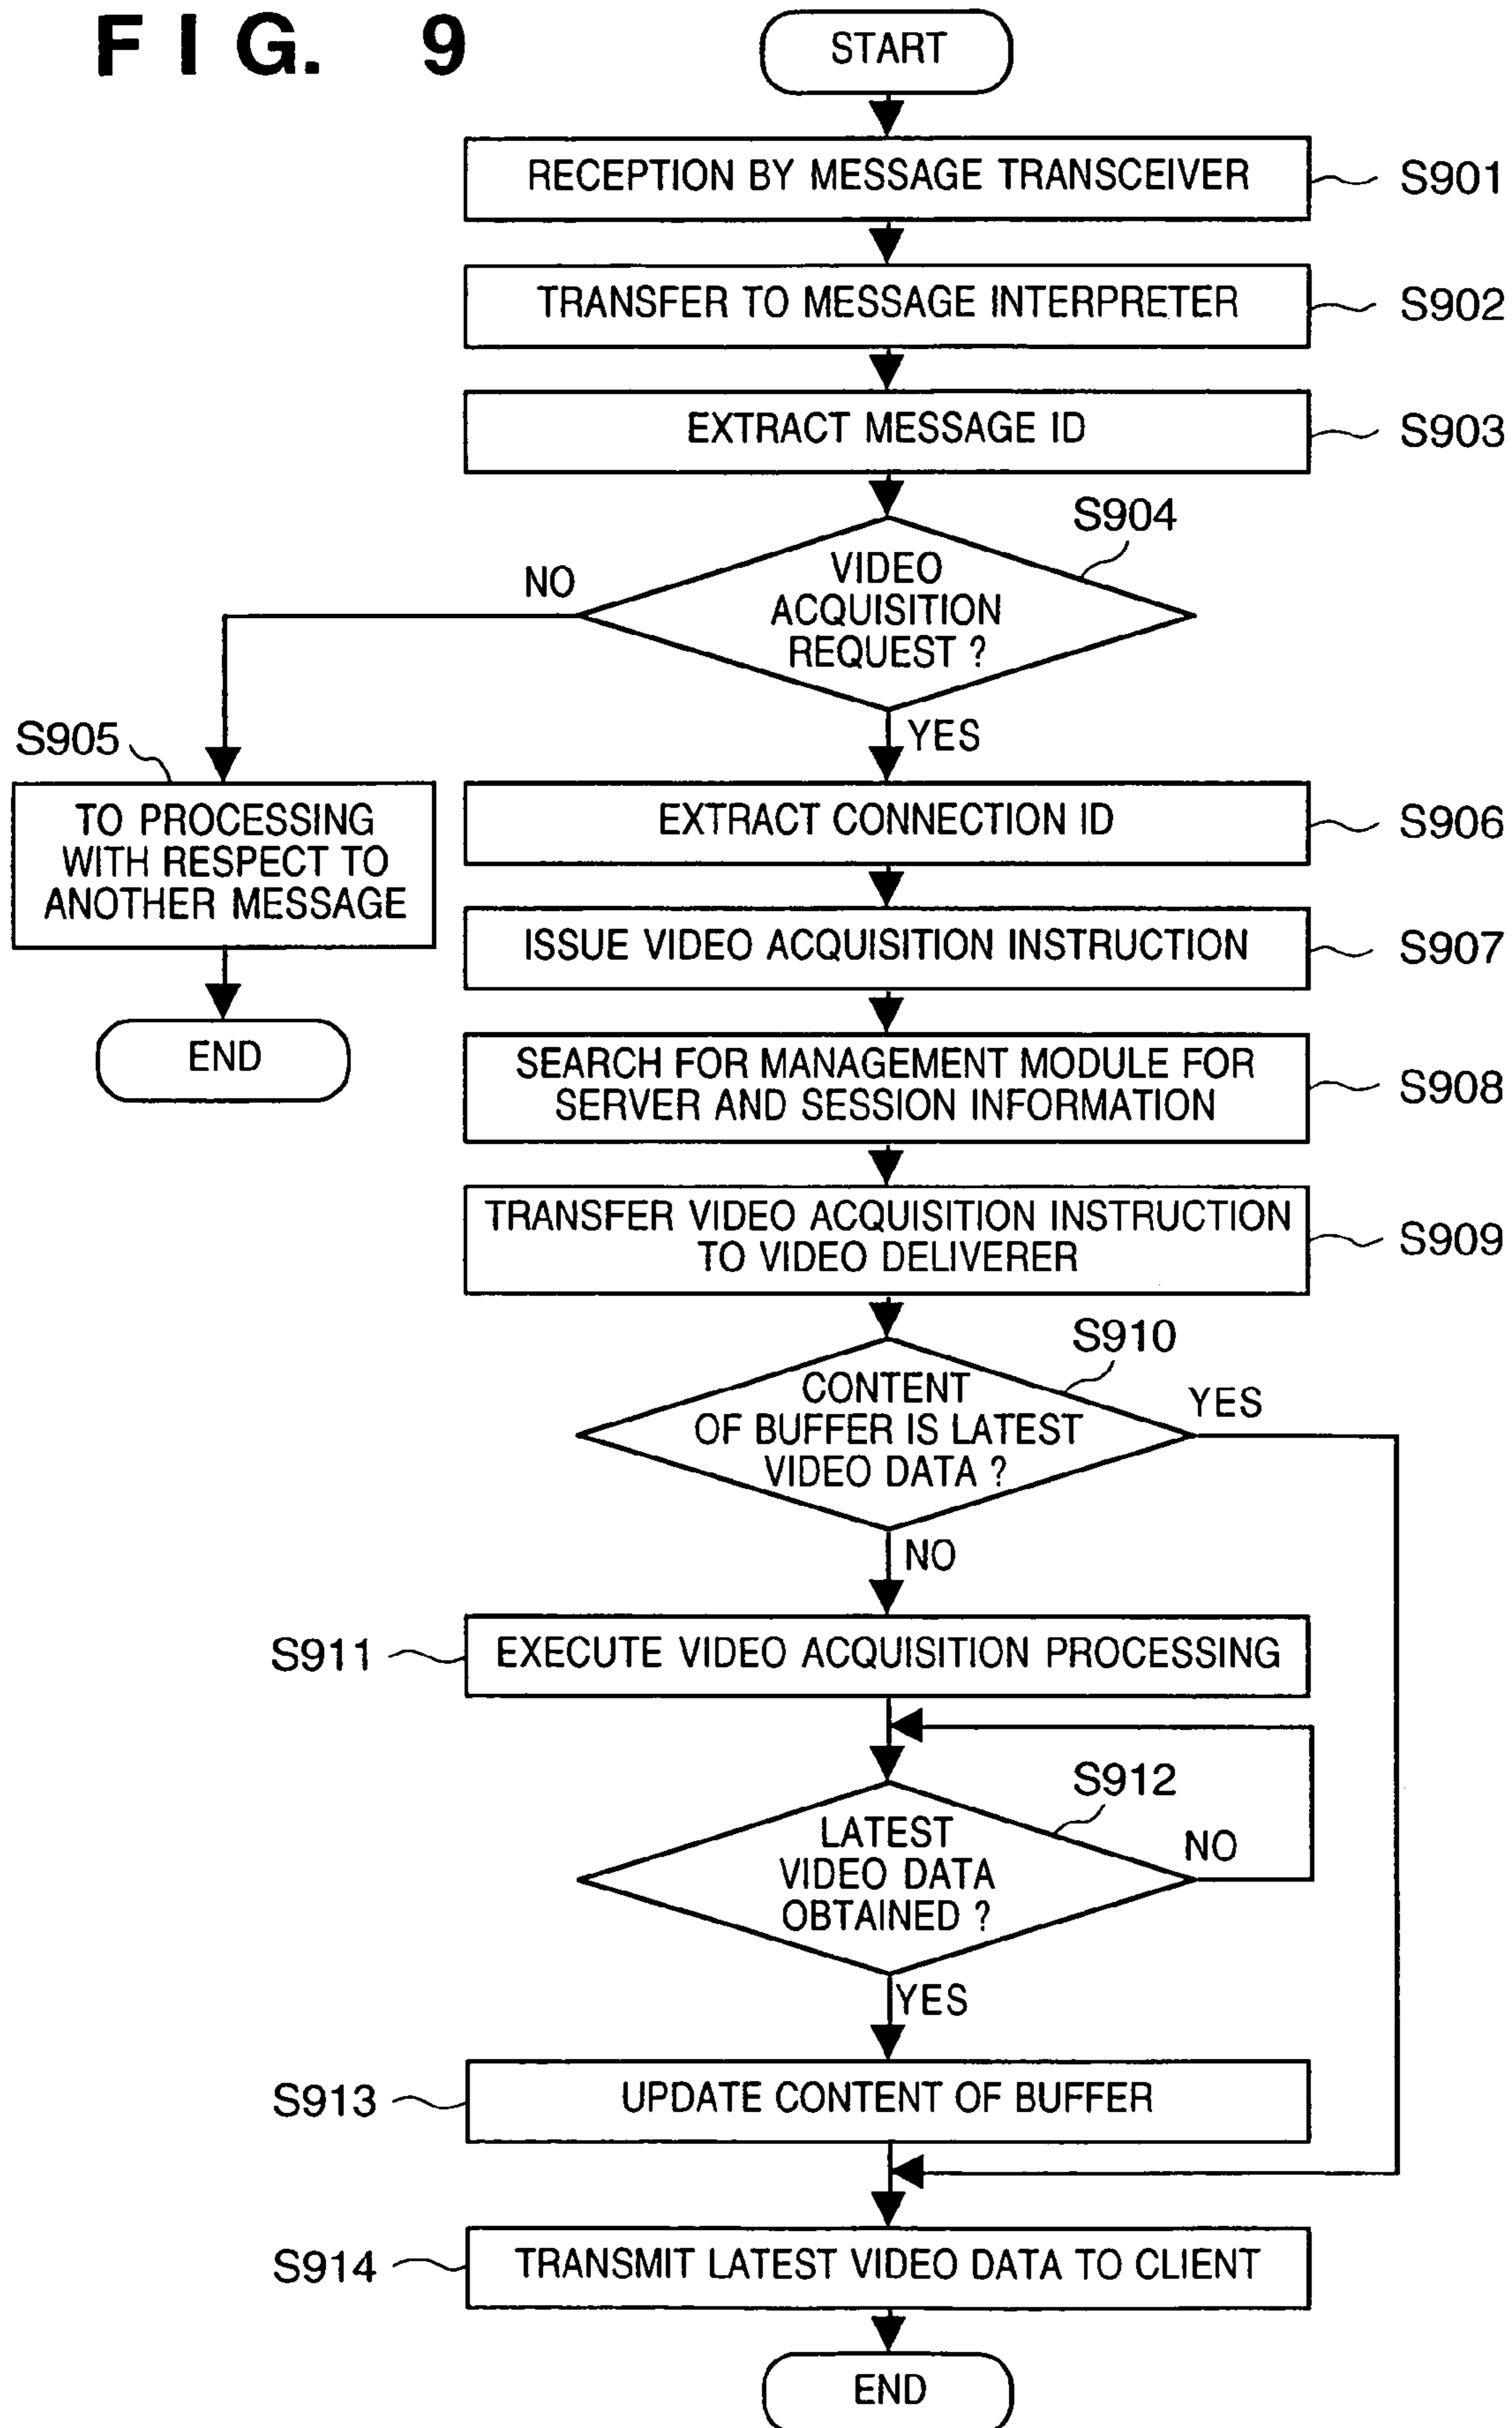 FIG. 9
START
RECEPTION BY MESSAGE TRANSCEIVER
S901
TRANSFER TO MESSAGE INTERPRETER
S902
EXTRACT MESSAGE ID
S903
S904
VIDEO
ACQUISITION
REQUEST ?
NO
YES
S905
TO PROCESSING
WITH RESPECT TO
ANOTHER MESSAGE
END
EXTRACT CONNECTION ID
S906
ISSUE VIDEO ACQUISITION INSTRUCTION
S907
SEARCH FOR MANAGEMENT MODULE FOR
SERVER AND SESSION INFORMATION
S908
TRANSFER VIDEO ACQUISITION INSTRUCTION
TO VIDEO DELIVERER
S909
S910
CONTENT
OF BUFFER IS LATEST
VIDEO DATA ?
YES
NO
S911
EXECUTE VIDEO ACQUISITION PROCESSING
S912
LATEST
VIDEO DATA
OBTAINED ?
NO
YES
S913
UPDATE CONTENT OF BUFFER
S914
TRANSMIT LATEST VIDEO DATA TO CLIENT
END